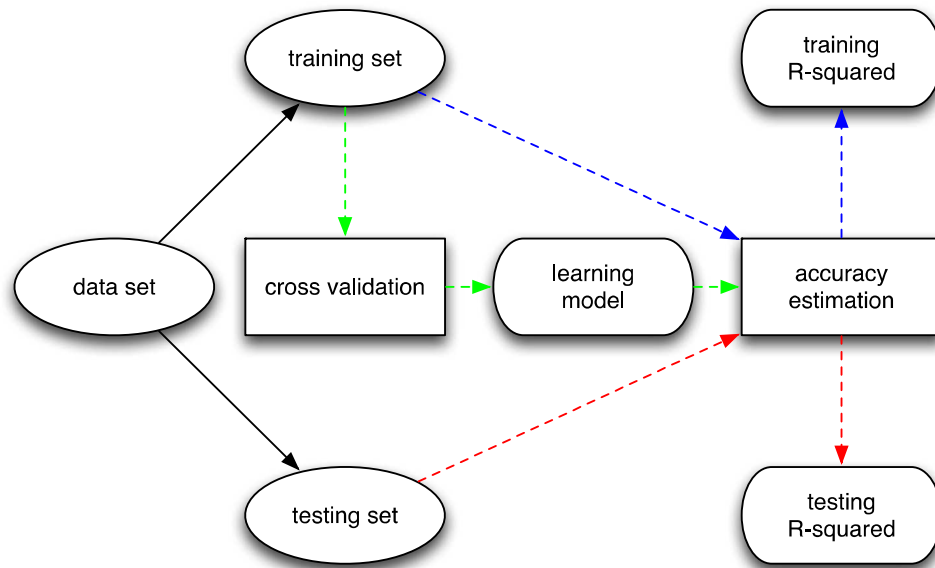 training set
training
R-squared
data set
cross validation
learning
model
accuracy
estimation
testing set
testing
R-squared